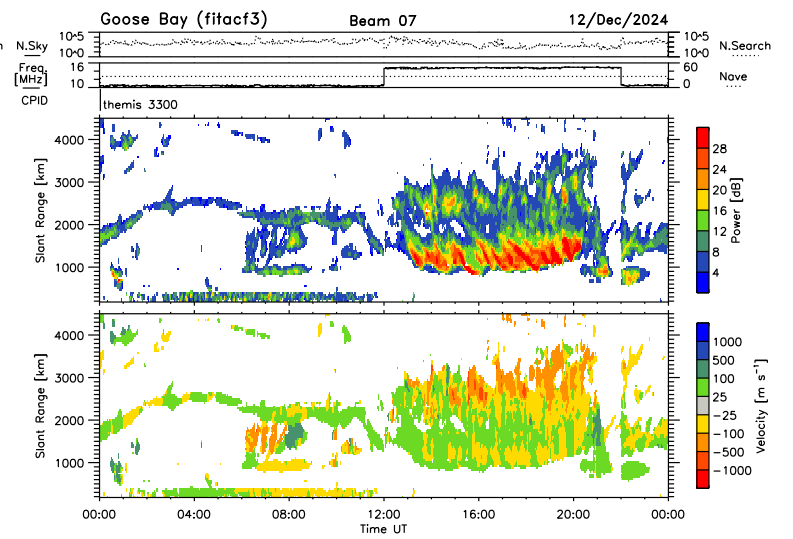 Goose Bay (fitacf3) Beam 07 12/Dec/2024
N.Sky 10^5 10^5 N.Search
10^0 10^0
Freq. 16 60 Nave
[MHz] 10 0
CPID themis 3300
Slant Range [km] 4000 3000 2000 1000
Power [dB] 28 24 20 16 12 8 4
Slant Range [km] 4000 3000 2000 1000
Velocity [m s⁻¹] 1000 500 100 25 −25 −100 −500 −1000
00:00 04:00 08:00 12:00 16:00 20:00 00:00
Time UT